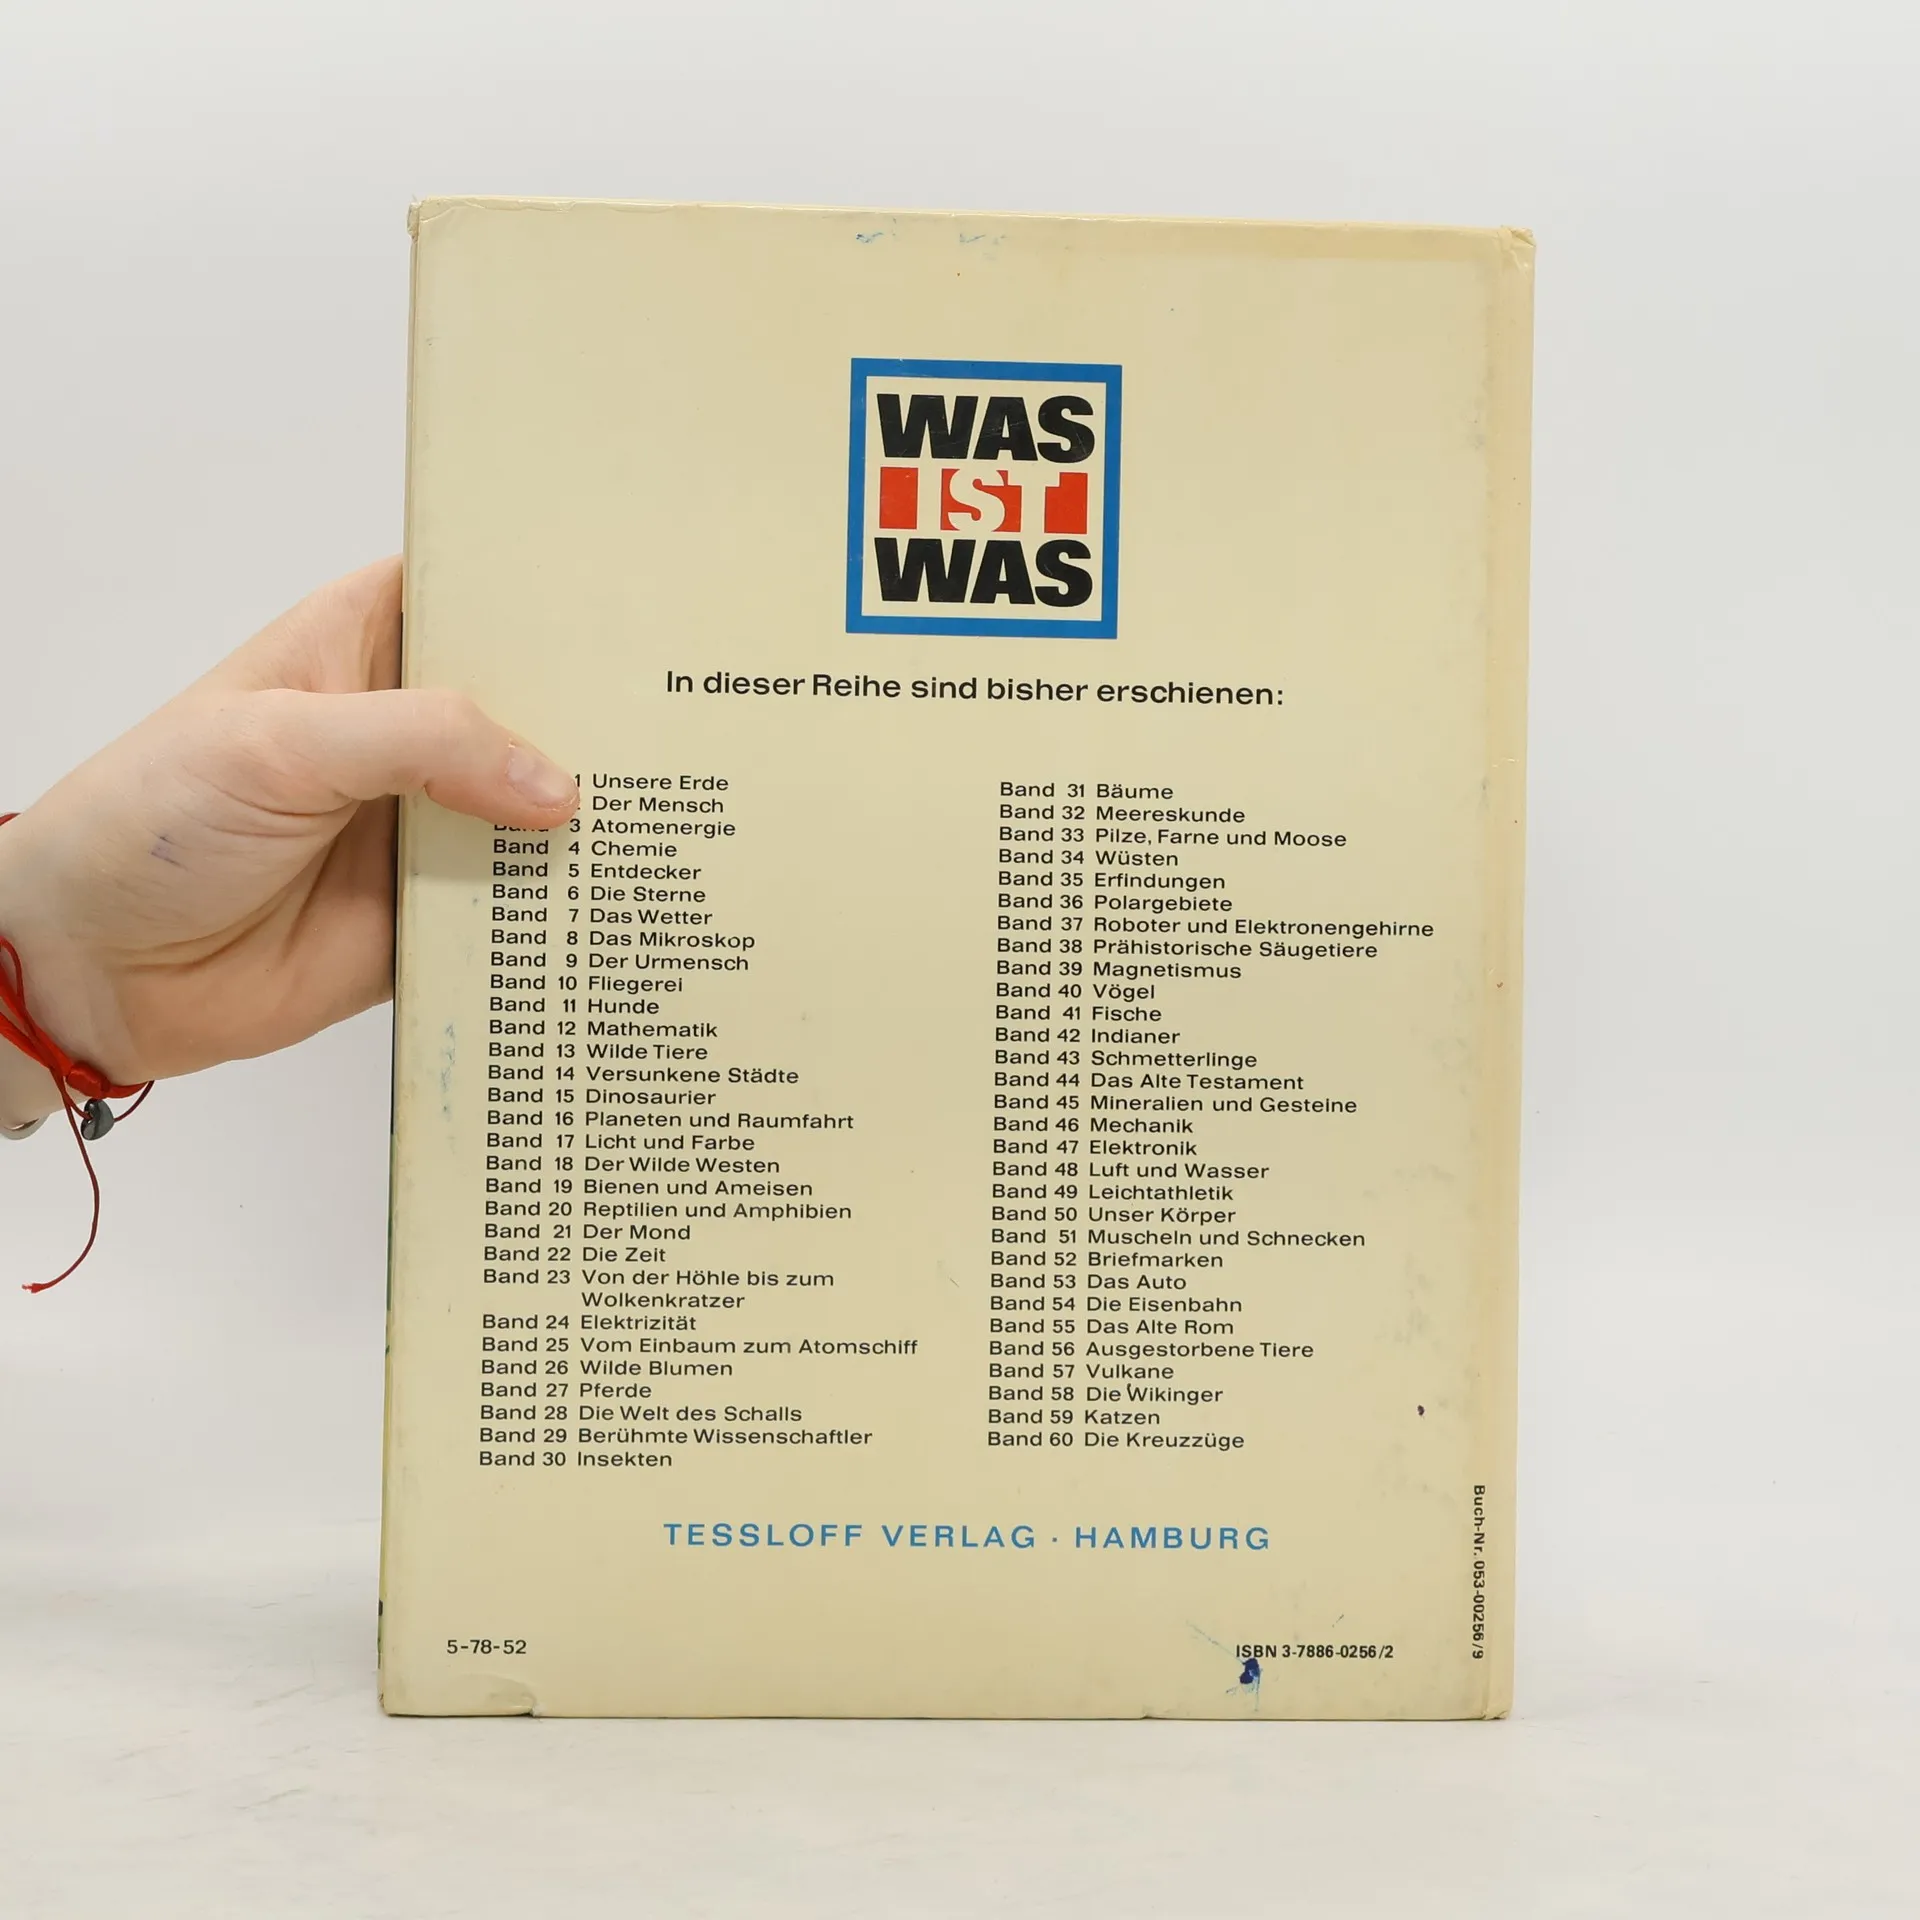 WAS
IST
WAS
In dieser Reihe sind bisher erschienen:
1 Unsere Erde
Der Mensch
Band 3 Atomenergie
Band 4 Chemie
Band 5 Entdecker
Band 6 Die Sterne
Band 7 Das Wetter
Band 8 Das Mikroskop
Band 9 Der Urmensch
Band 10 Fliegerei
Band 11 Hunde
Band 12 Mathematik
Band 13 Wilde Tiere
Band 14 Versunkene Städte
Band 15 Dinosaurier
Band 16 Planeten und Raumfahrt
Band 17 Licht und Farbe
Band 18 Der Wilde Westen
Band 19 Bienen und Ameisen
Band 20 Reptilien und Amphibien
Band 21 Der Mond
Band 22 Die Zeit
Band 23 Von der Höhle bis zum
Wolkenkratzer
Band 24 Elektrizität
Band 25 Vom Einbaum zum Atomschiff
Band 26 Wilde Blumen
Band 27 Pferde
Band 28 Die Welt des Schalls
Band 29 Berühmte Wissenschaftler
Band 30 Insekten
Band 31 Bäume
Band 32 Meereskunde
Band 33 Pilze, Farne und Moose
Band 34 Wüsten
Band 35 Erfindungen
Band 36 Polargebiete
Band 37 Roboter und Elektronengehirne
Band 38 Prähistorische Säugetiere
Band 39 Magnetismus
Band 40 Vögel
Band 41 Fische
Band 42 Indianer
Band 43 Schmetterlinge
Band 44 Das Alte Testament
Band 45 Mineralien und Gesteine
Band 46 Mechanik
Band 47 Elektronik
Band 48 Luft und Wasser
Band 49 Leichtathletik
Band 50 Unser Körper
Band 51 Muscheln und Schnecken
Band 52 Briefmarken
Band 53 Das Auto
Band 54 Die Eisenbahn
Band 55 Das Alte Rom
Band 56 Ausgestorbene Tiere
Band 57 Vulkane
Band 58 Die Wikinger
Band 59 Katzen
Band 60 Die Kreuzzüge
TESSLOFF VERLAG · HAMBURG
5-78-52
ISBN 3-7886-0256/2
Buch-Nr. 053-00256/9